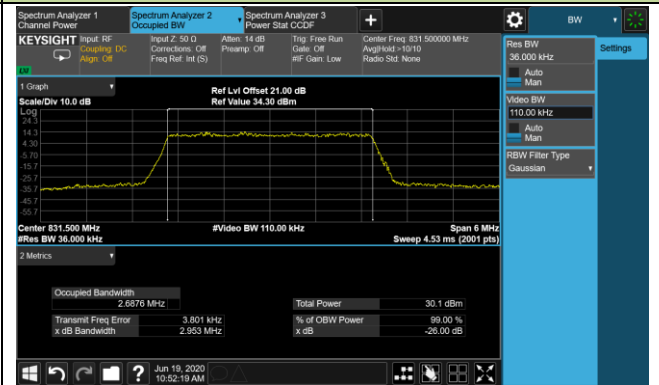 Spectrum Analyzer 1
Channel Power
Spectrum Analyzer 2
Occupied BW
Spectrum Analyzer 3
Power Stat CCDF
+
BW
KEYSIGHT
Input: RF
Coupling: DC
Align: Off
Input Z: 50 Ω
Corrections: Off
Freq Ref: Int (S)
Atten: 14 dB
Preamp: Off
Trig: Free Run
Gate: Off
#IF Gain: Low
Center Freq: 831.500000 MHz
Avg|Hold:>10/10
Radio Std: None
Res BW
36.000 kHz
Auto
Man
Settings
Video BW
110.00 kHz
Auto
Man
RBW Filter Type
Gaussian
1 Graph
Scale/Div 10.0 dB
Ref Lvl Offset 21.00 dB
Ref Value 34.30 dBm
Log
24.3
14.3
4.30
-5.70
-15.7
-25.7
-35.7
-45.7
-55.7
Center 831.500 MHz
#Video BW 110.00 kHz
Span 6 MHz
#Res BW 36.000 kHz
Sweep 4.53 ms (2001 pts)
2 Metrics
Occupied Bandwidth
2.6876 MHz
Total Power 30.1 dBm
Transmit Freq Error 3.801 kHz
% of OBW Power 99.00 %
x dB Bandwidth 2.953 MHz
x dB -26.00 dB
?
Jun 19, 2020
10:52:19 AM